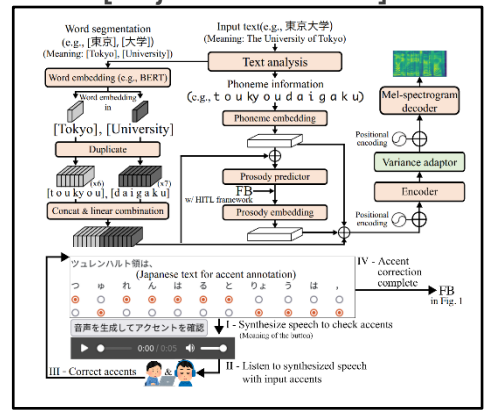 Word segmentation
(e.g., [東京], [大学])
(Meaning: [Tokyo], [University])
Input text(e.g., 東京大学)
(Meaning: The University of Tokyo)
Text analysis
Word embedding (e.g., BERT)
Word embedding
in
[Tokyo], [University]
Duplicate
(x6)
(x7)
[t o u k y o u], [d a i g a k u]
Concat & linear combination
Phoneme information
(e.g., t o u k y o u d a i g a k u)
Phoneme embedding
Prosody predictor
FB
w/ HITL framework
Prosody embedding
Mel-spectrogram
decoder
Positional
encoding
Variance adaptor
Encoder
Positional
encoding
ツュレンハルト領は、
(Japanese text for accent annotation)
つ ゅ れ ん は る と りょ う は ,
音声を生成してアクセントを確認
I - Synthesize speech to check accents
(Meaning of the button)
0:00 / 0:05
II - Listen to synthesized speech
with input accents
III - Correct accents
&
IV - Accent
correction
complete
FB
in Fig. 1